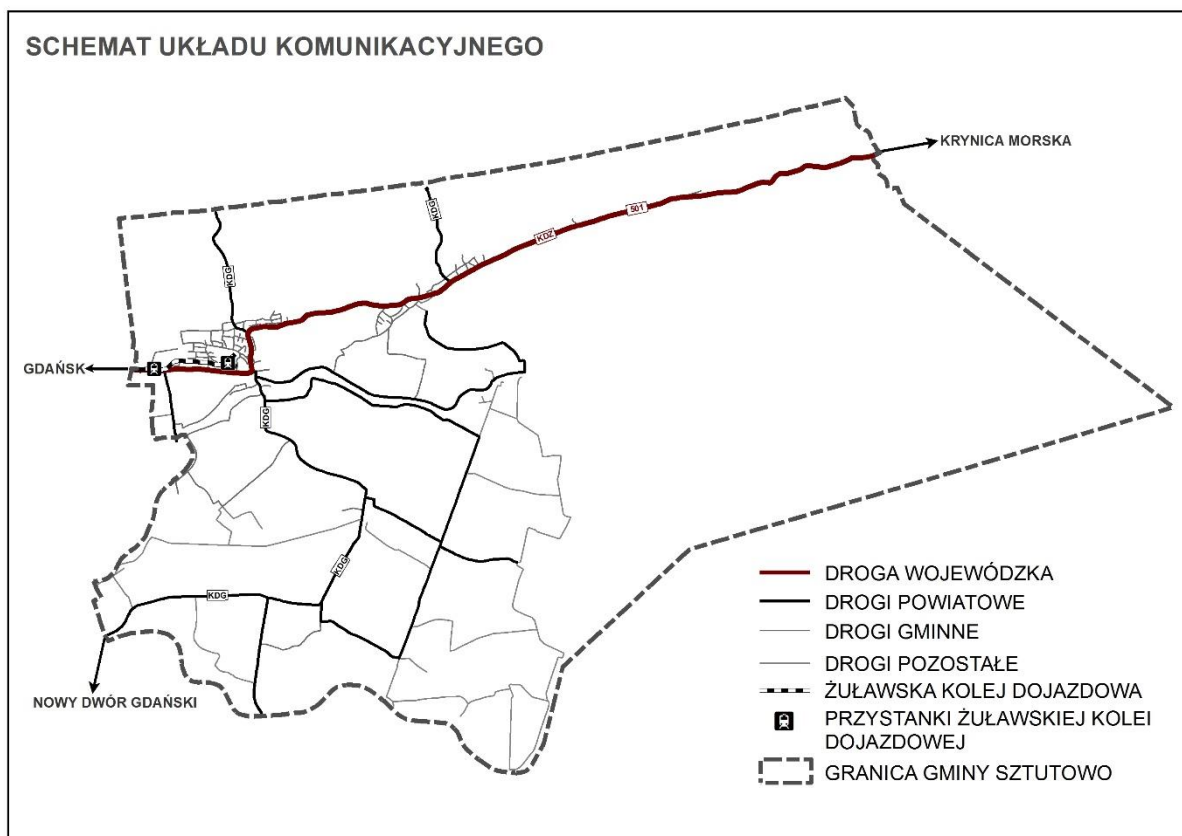 SCHEMAT UKŁADU KOMUNIKACYJNEGO
KRYNICA MORSKA
KDG
KDG
501
KDZ
GDAŃSK
KDG
KDG
KDG
NOWY DWÓR GDAŃSKI
DROGA WOJEWÓDZKA
DROGI POWIATOWE
DROGI GMINNE
DROGI POZOSTAŁE
ŻUŁAWSKA KOLEJ DOJAZDOWA
PRZYSTANKI ŻUŁAWSKIEJ KOLEI
DOJAZDOWEJ
GRANICA GMINY SZTUTOWO